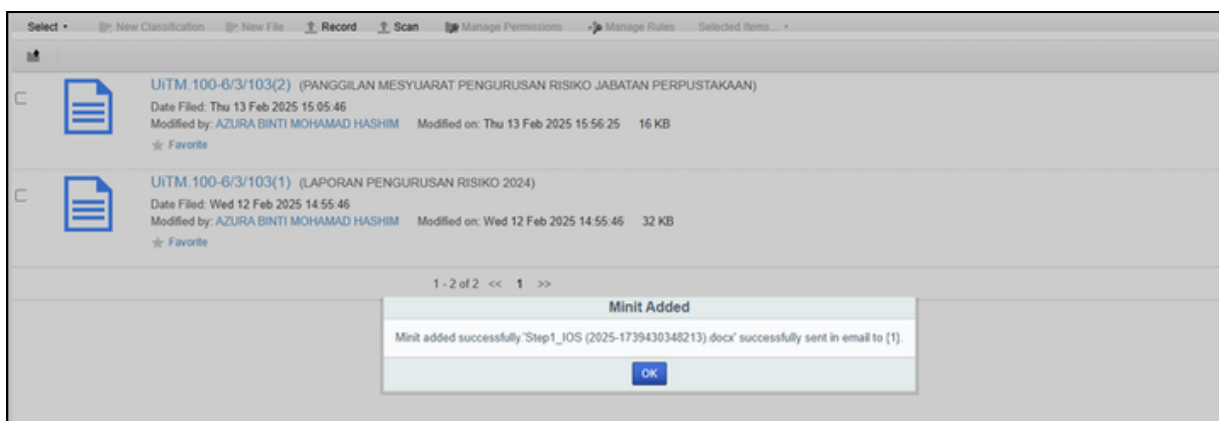 Select New Classification New File Record Scan Manage Permissions Manage Rules Selected Items...
UiTM.100-6/3/103(2) (PANGGILAN MESYUARAT PENGURUSAN RISIKO JABATAN PERPUSTAKAAN)
Date Filed: Thu 13 Feb 2025 15:05:46
Modified by: AZURA BINTI MOHAMAD HASHIM Modified on: Thu 13 Feb 2025 15:56:25 16 KB
Favorite
UiTM.100-6/3/103(1) (LAPORAN PENGURUSAN RISIKO 2024)
Date Filed: Wed 12 Feb 2025 14:55:46
Modified by: AZURA BINTI MOHAMAD HASHIM Modified on: Wed 12 Feb 2025 14:55:46 32 KB
Favorite
1 - 2 of 2 << 1 >>
Minit Added
Minit added successfully.'Step1_IOS (2025-1739430348213).docx' successfully sent in email to {1}.
OK